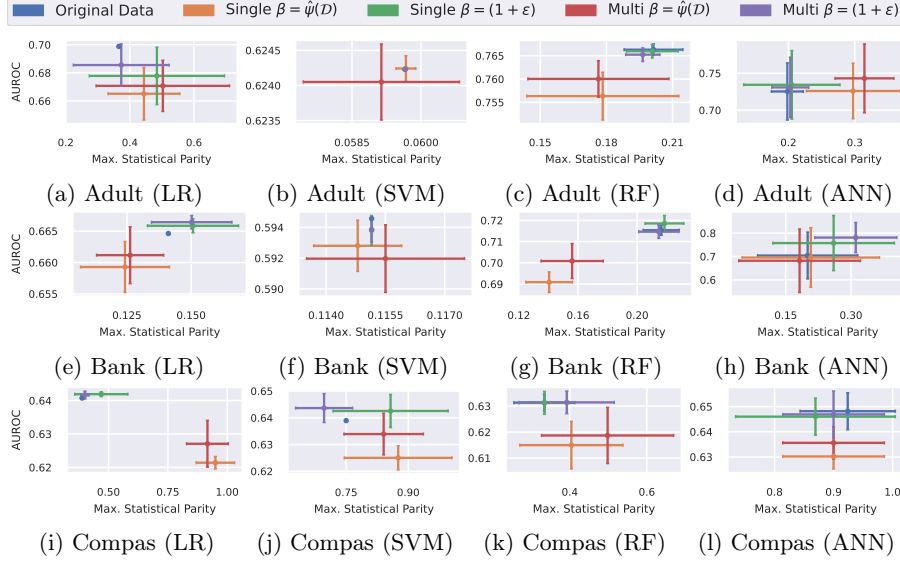 Original Data Single β = ψ̂(𝒟) Single β = (1 + ε) Multi β = ψ̂(𝒟) Multi β = (1 + ε)
AUROC 0.70 0.68 0.66 0.2 0.4 0.6 Max. Statistical Parity
0.6245 0.6235 0.0585 0.0600 Max. Statistical Parity
0.765 0.760 0.755 0.15 0.18 0.21 Max. Statistical Parity
0.75 0.70 0.2 0.3 Max. Statistical Parity
(a) Adult (LR) (b) Adult (SVM) (c) Adult (RF) (d) Adult (ANN)
AUROC 0.665 0.660 0.655 0.125 0.150 Max. Statistical Parity
0.594 0.592 0.590 0.1140 0.1155 0.1170 Max. Statistical Parity
0.72 0.71 0.70 0.69 0.12 0.16 0.20 Max. Statistical Parity
0.8 0.7 0.6 0.15 0.30 Max. Statistical Parity
(e) Bank (LR) (f) Bank (SVM) (g) Bank (RF) (h) Bank (ANN)
AUROC 0.64 0.63 0.62 0.50 0.75 1.00 Max. Statistical Parity
0.65 0.64 0.63 0.62 0.75 0.90 Max. Statistical Parity
0.63 0.62 0.61 0.4 0.6 Max. Statistical Parity
0.65 0.64 0.63 0.8 0.9 1.0 Max. Statistical Parity
(i) Compas (LR) (j) Compas (SVM) (k) Compas (RF) (l) Compas (ANN)